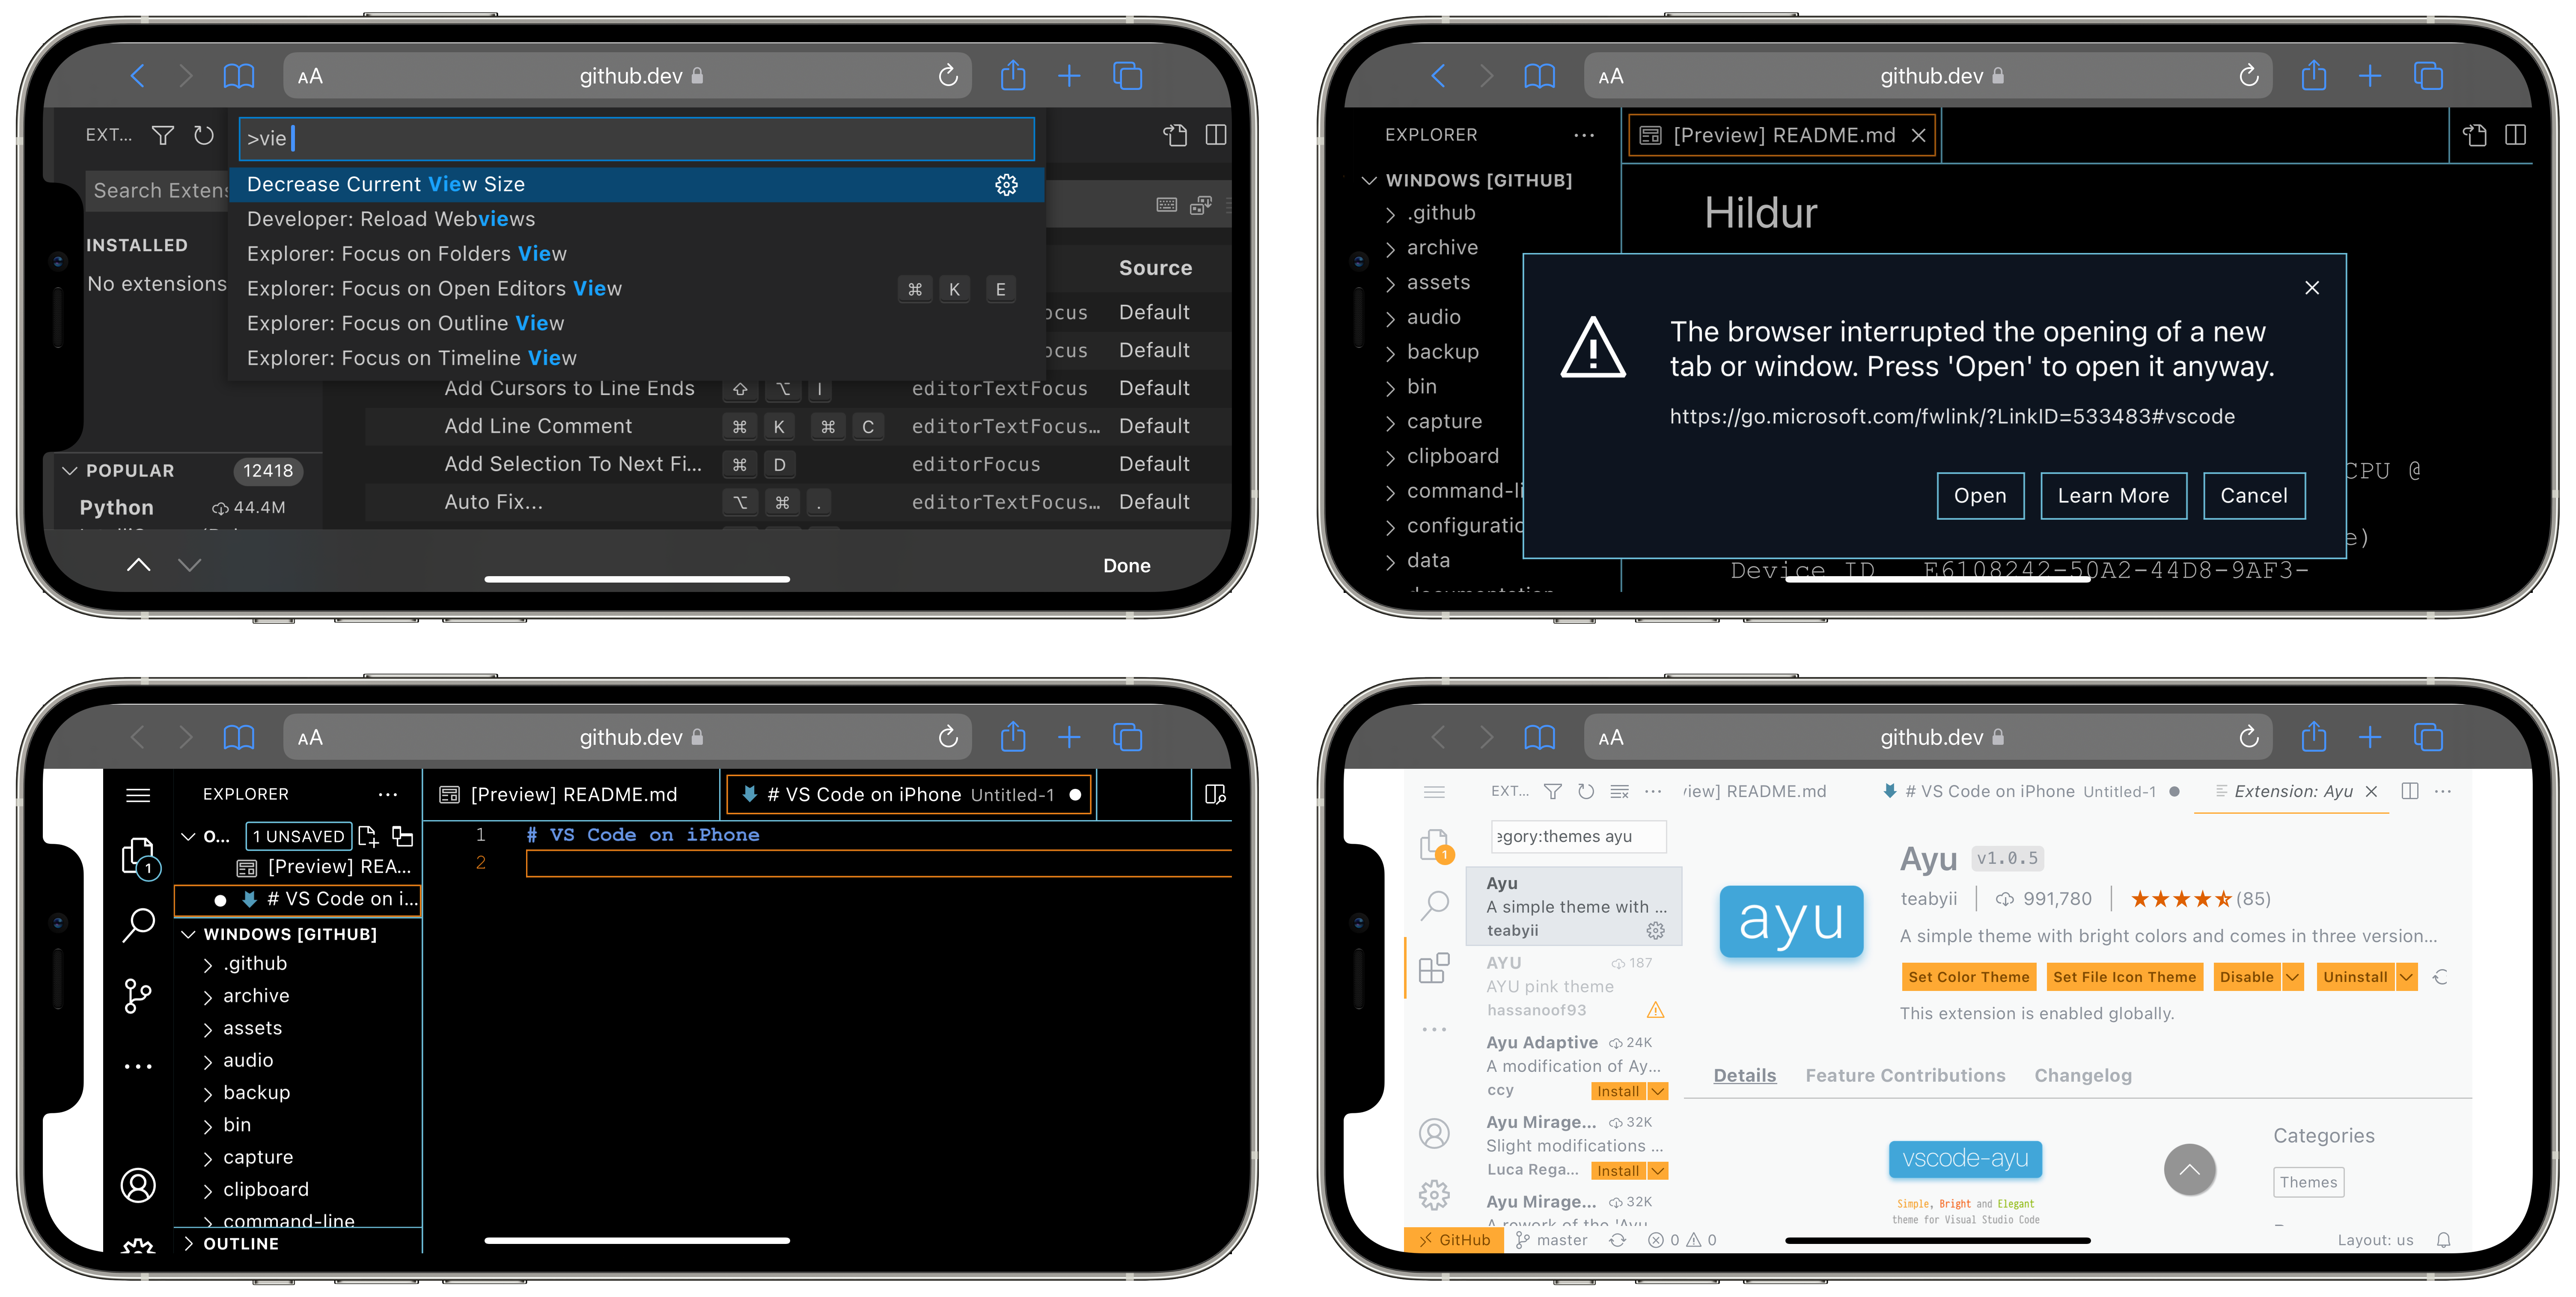 AA github.dev
EXT...
>vie
Search Extens
Decrease Current View Size
Developer: Reload Webviews
Explorer: Focus on Folders View
Explorer: Focus on Open Editors View ⌘ K E
Explorer: Focus on Outline View
Explorer: Focus on Timeline View
INSTALLED
No extensions
Source
ocus Default
ocus Default
Add Cursors to Line Ends ⇧ ⌥ I editorTextFocus Default
Add Line Comment ⌘ K ⌘ C editorTextFocus... Default
Add Selection To Next Fi... ⌘ D editorFocus Default
Auto Fix... ⌥ ⌘ . editorTextFocus... Default
POPULAR 12418
Python 44.4M
Done
AA github.dev
EXPLORER ...
[Preview] README.md
WINDOWS [GITHUB]
.github
archive
assets
audio
backup
bin
capture
clipboard
command-li
configuratic
data
documentation
Hildur
The browser interrupted the opening of a new
tab or window. Press 'Open' to open it anyway.
https://go.microsoft.com/fwlink/?LinkID=533483#vscode
Open Learn More Cancel
CPU @
e)
Device ID E6108242-50A2-44D8-9AF3-
AA github.dev
EXPLORER ...
[Preview] README.md
# VS Code on iPhone Untitled-1
O... 1 UNSAVED
1
[Preview] REA...
# VS Code on i...
WINDOWS [GITHUB]
.github
archive
assets
audio
backup
bin
capture
clipboard
command-line
OUTLINE
1 # VS Code on iPhone
2
AA github.dev
EXT... ...
view] README.md
# VS Code on iPhone Untitled-1
Extension: Ayu
...
1
egory:themes ayu
Ayu
A simple theme with ...
teabyii
AYU 187
AYU pink theme
hassanoof93
Ayu Adaptive 24K
A modification of Ay...
ccy Install
Ayu Mirage... 32K
Slight modifications ...
Luca Rega... Install
Ayu Mirage... 32K
A rework of the 'Ayu
ayu
Ayu v1.0.5
teabyii 991,780 (85)
A simple theme with bright colors and comes in three version...
Set Color Theme Set File Icon Theme Disable Uninstall
This extension is enabled globally.
Details Feature Contributions Changelog
vscode-ayu
Simple, Bright and Elegant
theme for Visual Studio Code
Categories
Themes
GitHub master 0 0
Layout: us